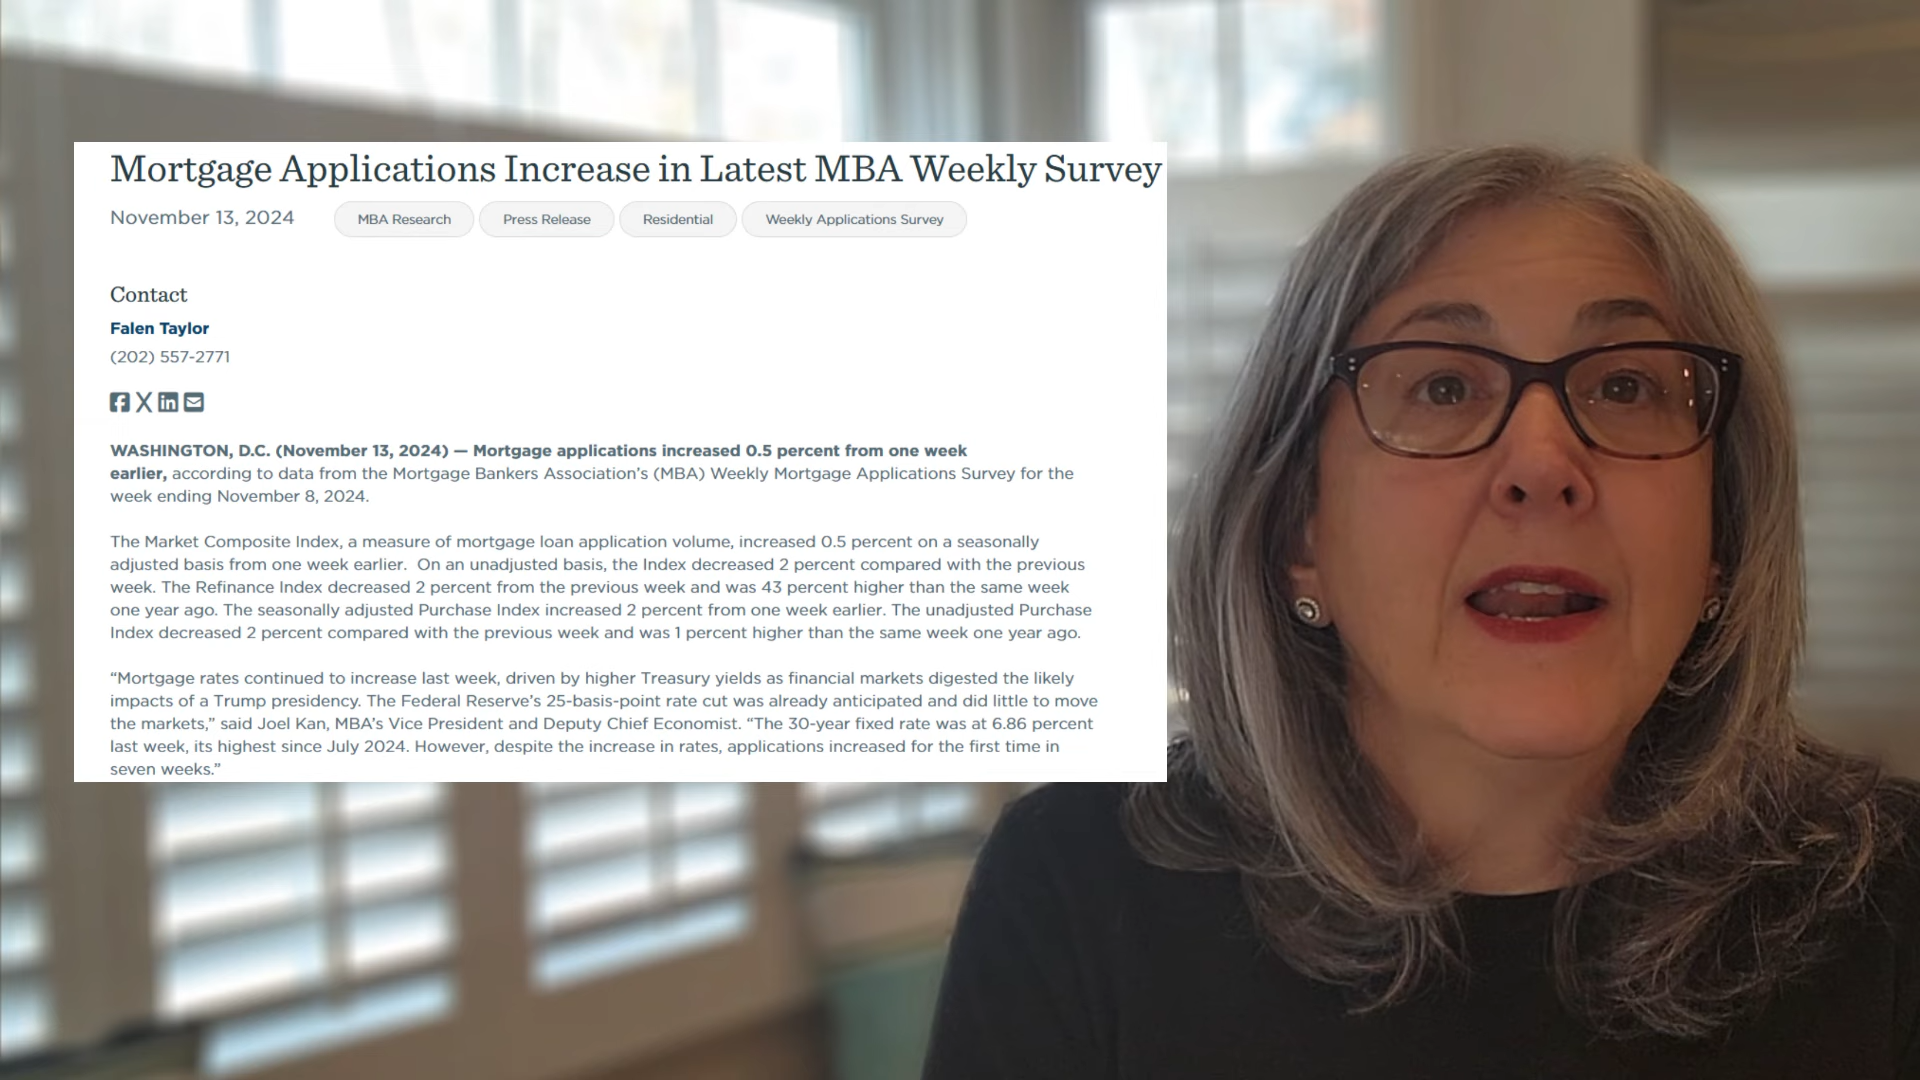 Mortgage Applications Increase in Latest MBA Weekly Survey
November 13, 2024 MBA Research Press Release Residential Weekly Applications Survey
Contact
Falen Taylor
(202) 557-2771
WASHINGTON, D.C. (November 13, 2024) — Mortgage applications increased 0.5 percent from one week
earlier, according to data from the Mortgage Bankers Association’s (MBA) Weekly Mortgage Applications Survey for the
week ending November 8, 2024.
The Market Composite Index, a measure of mortgage loan application volume, increased 0.5 percent on a seasonally
adjusted basis from one week earlier.  On an unadjusted basis, the Index decreased 2 percent compared with the previous
week. The Refinance Index decreased 2 percent from the previous week and was 43 percent higher than the same week
one year ago. The seasonally adjusted Purchase Index increased 2 percent from one week earlier. The unadjusted Purchase
Index decreased 2 percent compared with the previous week and was 1 percent higher than the same week one year ago.
“Mortgage rates continued to increase last week, driven by higher Treasury yields as financial markets digested the likely
impacts of a Trump presidency. The Federal Reserve’s 25-basis-point rate cut was already anticipated and did little to move
the markets,” said Joel Kan, MBA’s Vice President and Deputy Chief Economist. “The 30-year fixed rate was at 6.86 percent
last week, its highest since July 2024. However, despite the increase in rates, applications increased for the first time in
seven weeks.”